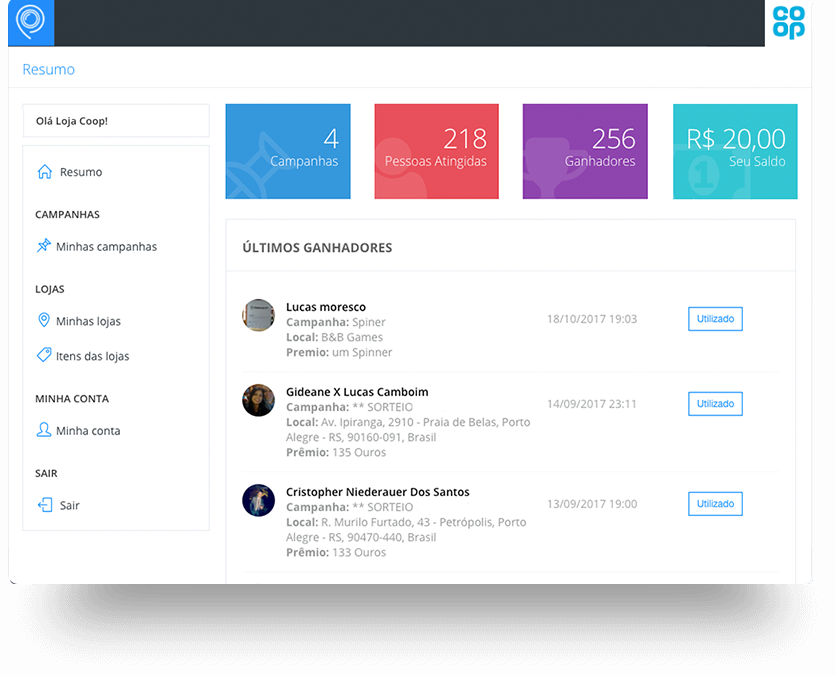 co
op
Resumo
Olá Loja Coop!
Resumo
CAMPANHAS
Minhas campanhas
LOJAS
Minhas lojas
Itens das lojas
MINHA CONTA
Minha conta
SAIR
Sair
4
Campanhas
218
Pessoas Atingidas
256
Ganhadores
R$ 20,00
Seu Saldo
1
ÚLTIMOS GANHADORES
Lucas moresco
Campanha: Spiner
Local: B&B Games
Premio: um Spinner
18/10/2017 19:03
Utilizado
Gideane X Lucas Camboim
Campanha: ** SORTEIO
Local: Av. Ipiranga, 2910 - Praia de Belas, Porto
Alegre - RS, 90160-091, Brasil
Prêmio: 135 Ouros
14/09/2017 23:11
Utilizado
Cristopher Niederauer Dos Santos
Campanha: ** SORTEIO
Local: R. Murilo Furtado, 43 - Petrópolis, Porto
Alegre - RS, 90470-440, Brasil
Prêmio: 133 Ouros
13/09/2017 19:00
Utilizado